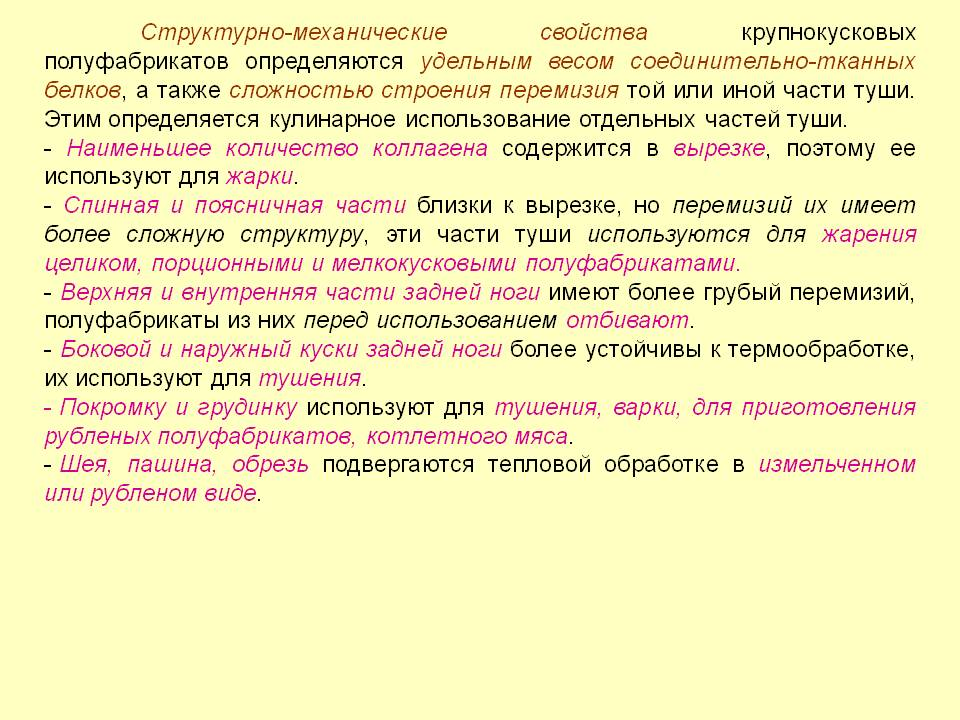 Структурно-механические свойства крупнокусковых
полуфабрикатов определяются удельным весом соединительно-тканных
белков, а также сложностью строения перемизия той или иной части туши.
Этим определяется кулинарное использование отдельных частей туши.
- Наименьшее количество коллагена содержится в вырезке, поэтому ее
используют для жарки.
- Спинная и поясничная части близки к вырезке, но перемизий их имеет
более сложную структуру, эти части туши используются для жарения
целиком, порционными и мелкокусковыми полуфабрикатами.
- Верхняя и внутренняя части задней ноги имеют более грубый перемизий,
полуфабрикаты из них перед использованием отбивают.
- Боковой и наружный куски задней ноги более устойчивы к термообработке,
их используют для тушения.
- Покромку и грудинку используют для тушения, варки, для приготовления
рубленых полуфабрикатов, котлетного мяса.
- Шея, пашина, обрезь подвергаются тепловой обработке в измельченном
или рубленом виде.